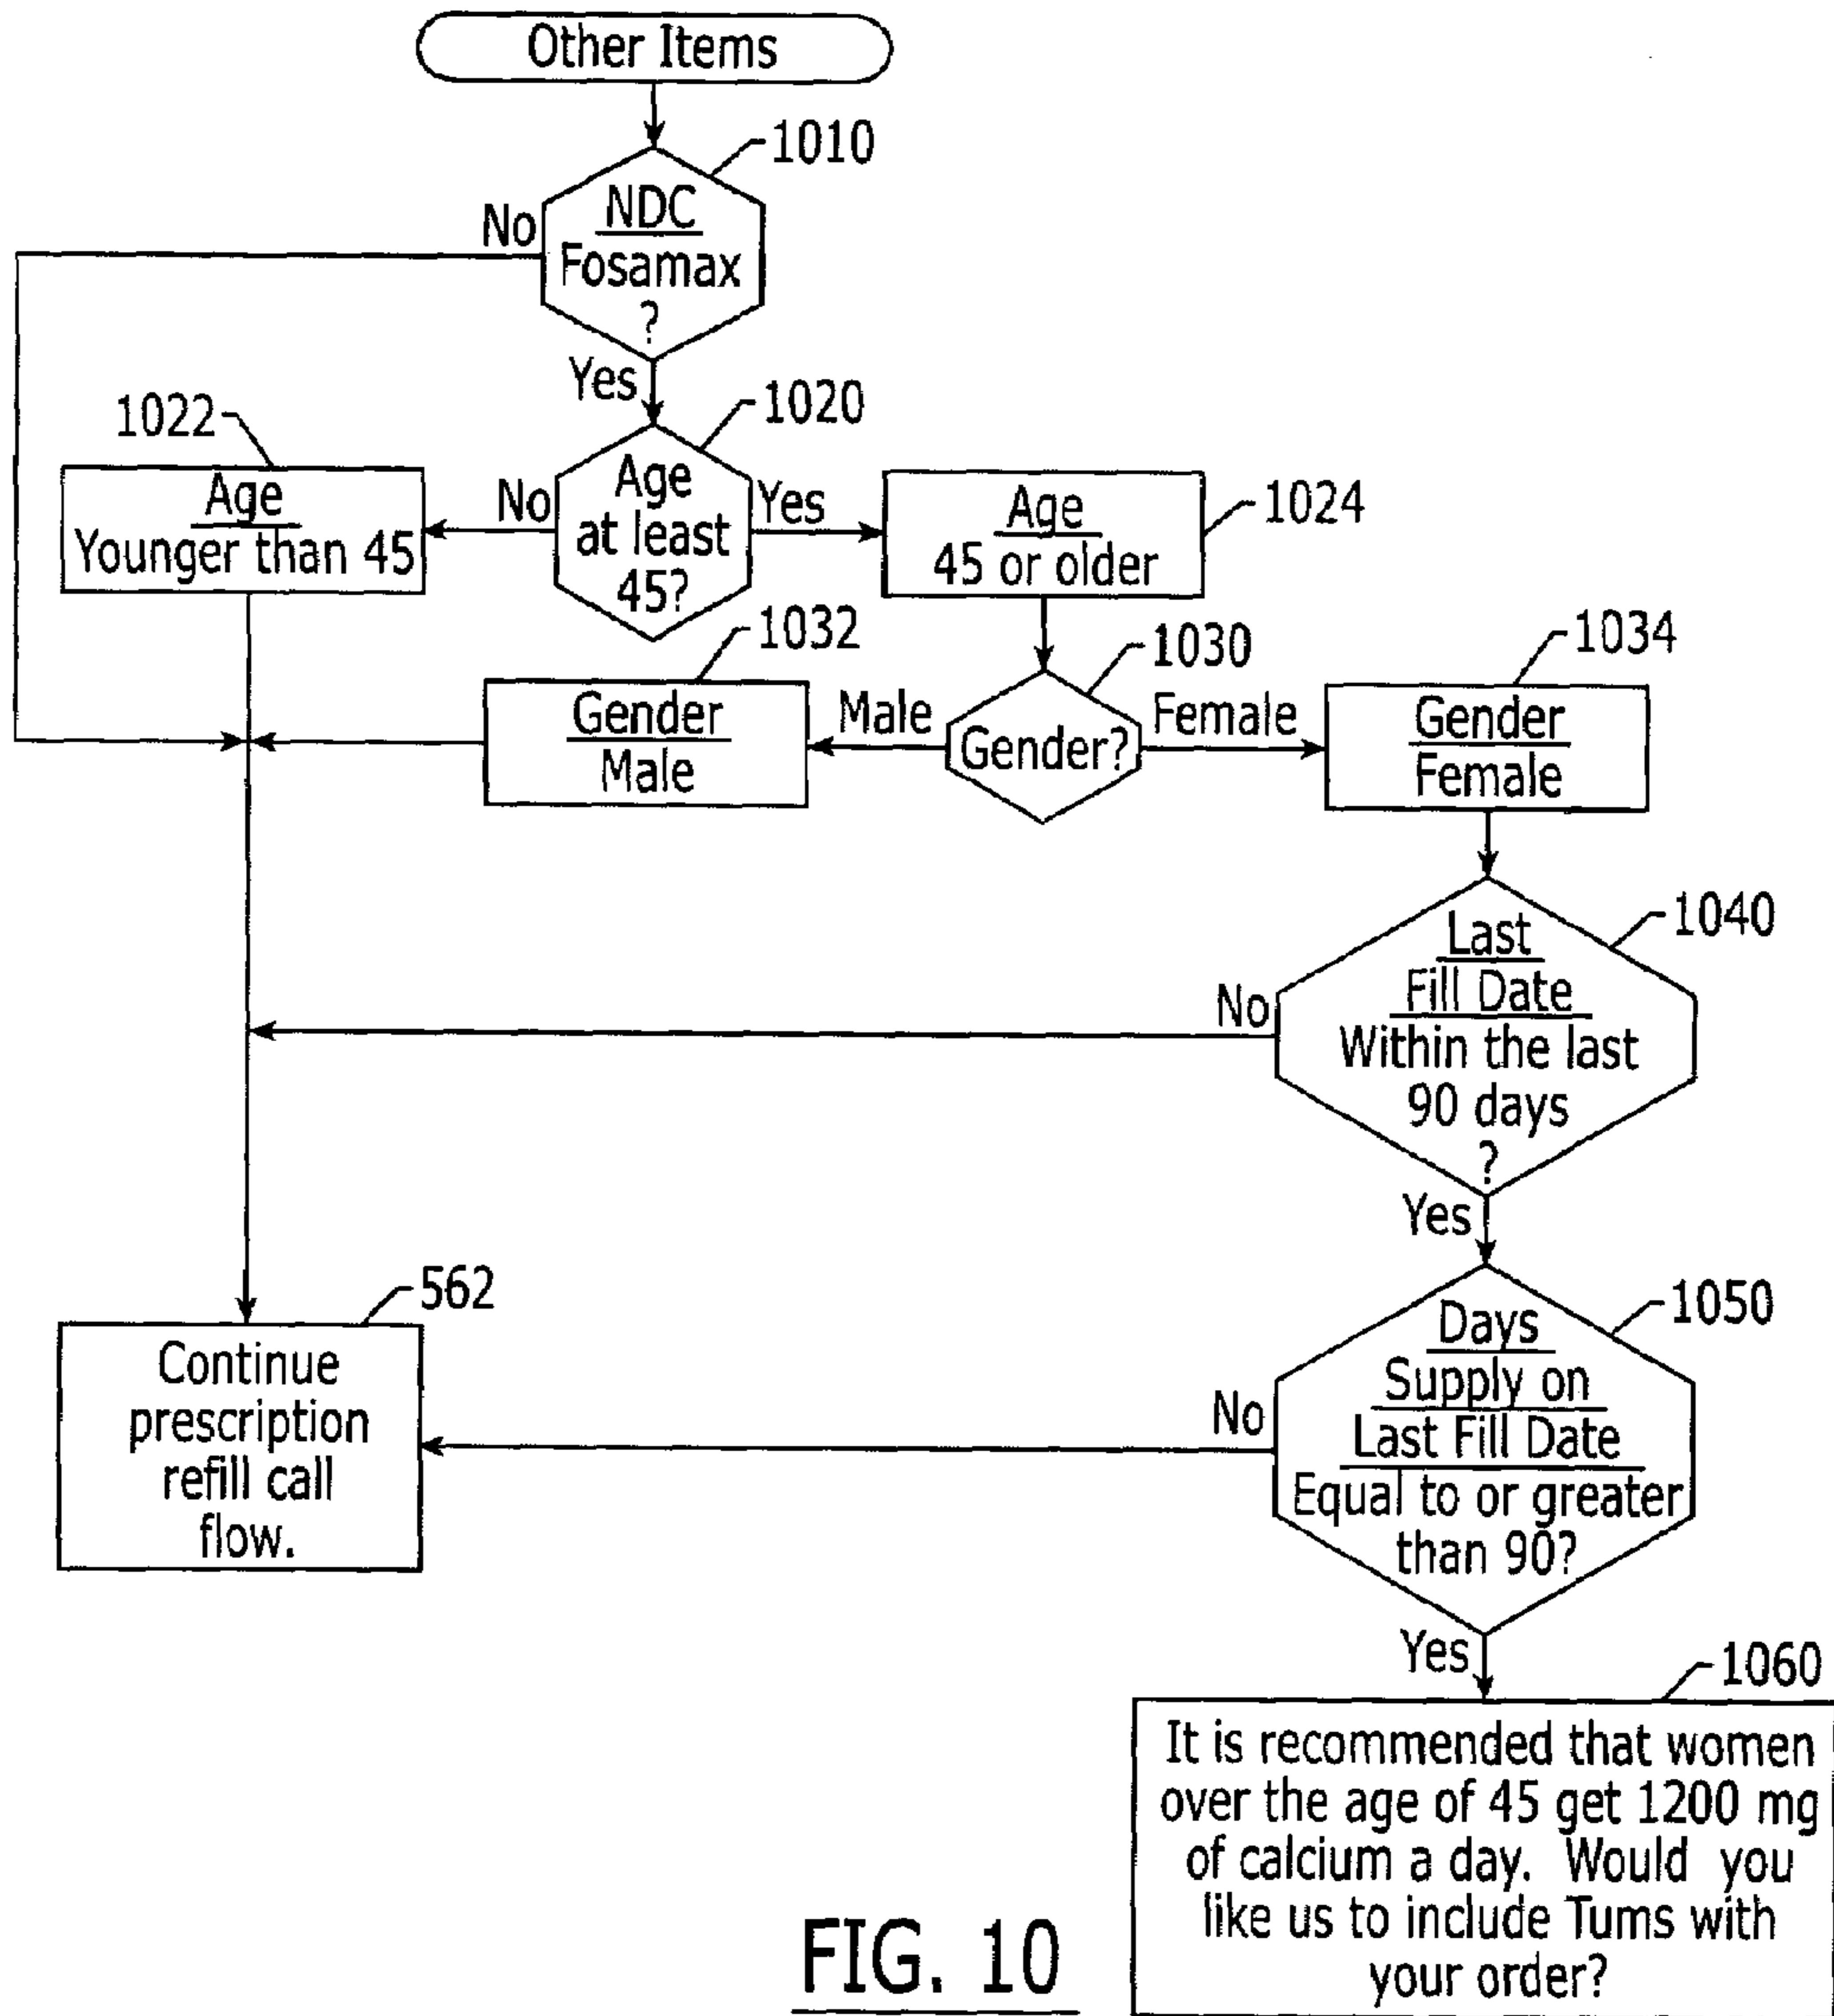 Other Items
1010
NDC
Fosamax
?
No
Yes
1020
1022
Age
Younger than 45
No
Age
at least
45?
Yes
Age
45 or older
1024
1032
1030
1034
Gender
Male
Male
Gender?
Female
Gender
Female
1040
Last
Fill Date
Within the last
90 days
?
No
Yes
562
Continue
prescription
refill call
flow.
1050
Days
Supply on
Last Fill Date
Equal to or greater
than 90?
No
Yes
1060
It is recommended that women
over the age of 45 get 1200 mg
of calcium a day. Would you
like us to include Tums with
your order?
FIG. 10